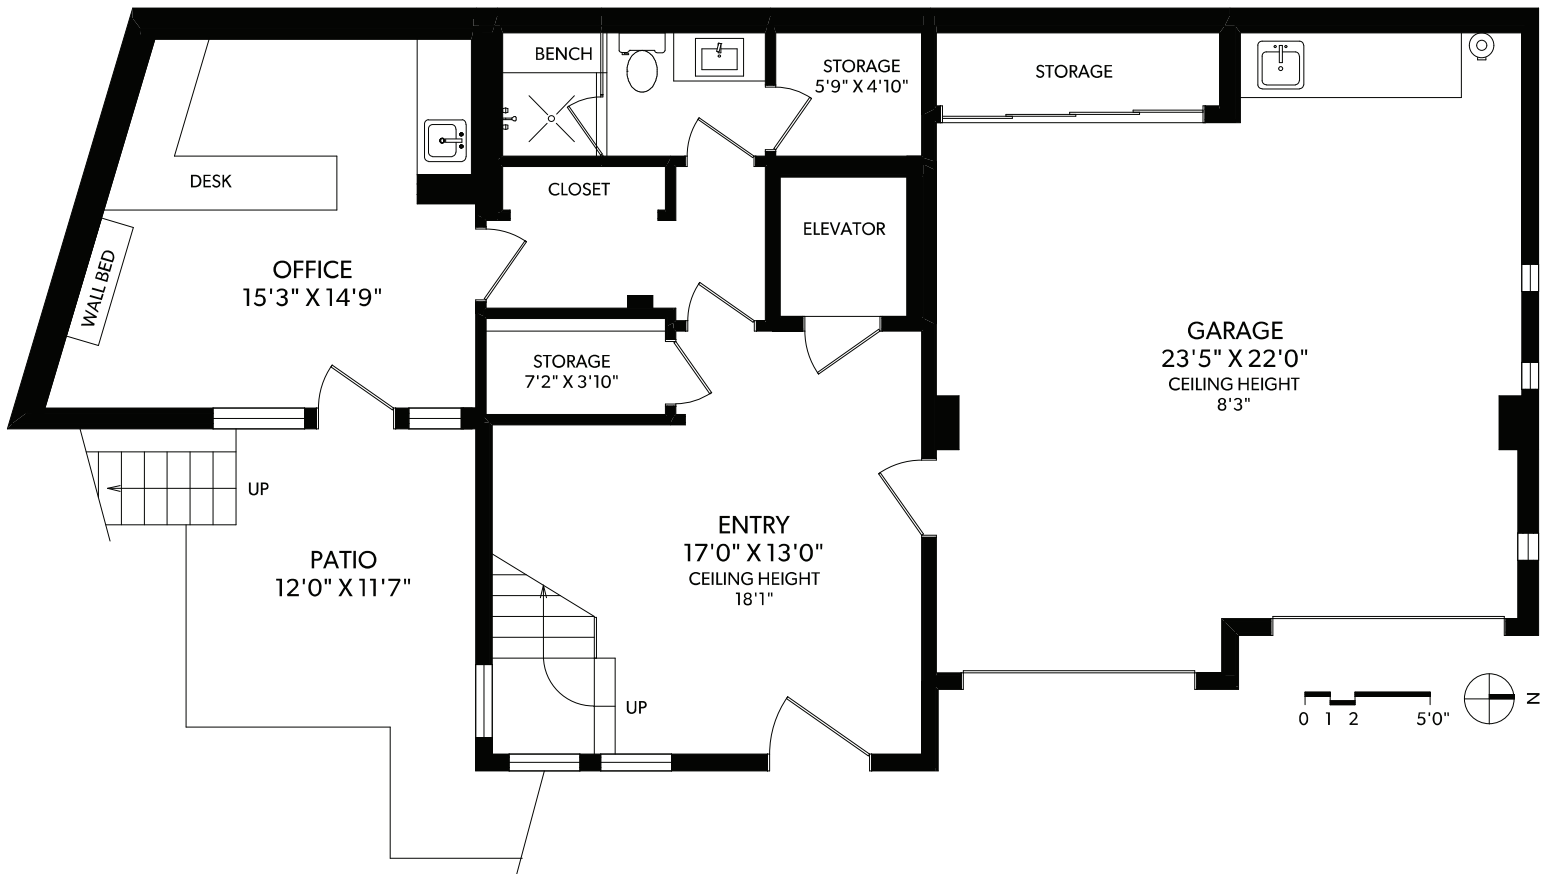 BENCH
STORAGE
5'9" X 4'10"
STORAGE
DESK
CLOSET
ELEVATOR
WALL BED
OFFICE
15'3" X 14'9"
STORAGE
7'2" X 3'10"
GARAGE
23'5" X 22'0"
CEILING HEIGHT
8'3"
UP
PATIO
12'0" X 11'7"
ENTRY
17'0" X 13'0"
CEILING HEIGHT
18'1"
UP
0 1 2 5'0"
N